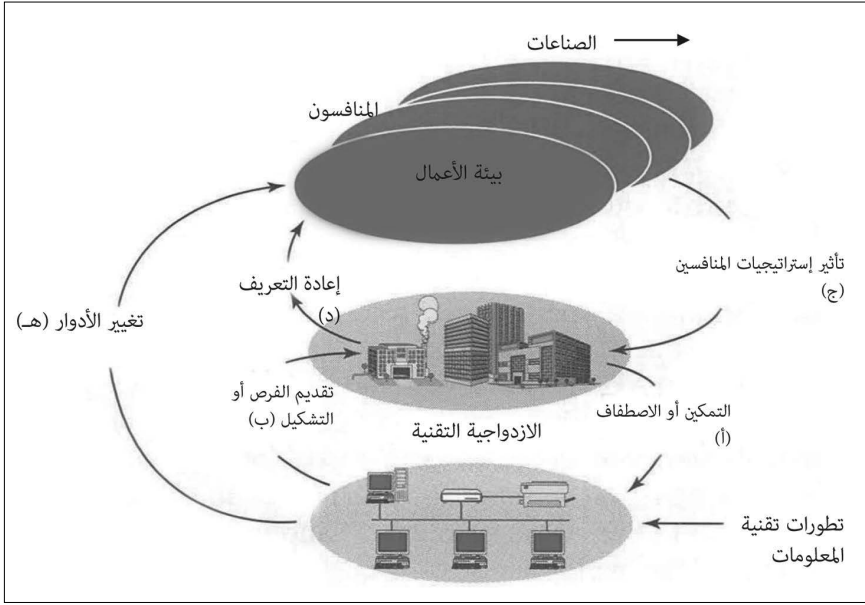 الصناعات
المنافسون
بيئة الأعمال
تأثير إستراتيجيات المنافسين
(ج)
إعادة التعريف
(د)
تغيير الأدوار (هـ)
تقديم الفرص أو
التشكيل (ب)
التمكين أو الاصطفاف
(أ)
الازدواجية التقنية
تطورات تقنية
المعلومات